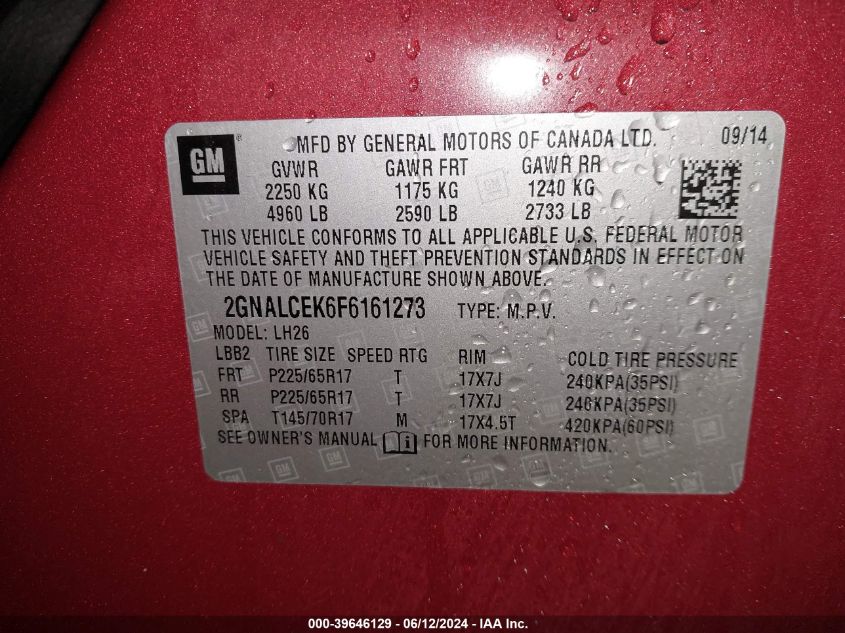 GM MFD BY GENERAL MOTORS OF CANADA LTD. 09/14
GVWR GAWR FRT GAWR RR
2250 KG 1175 KG 1240 KG
4960 LB 2590 LB 2733 LB
THIS VEHICLE CONFORMS TO ALL APPLICABLE U.S. FEDERAL MOTOR
VEHICLE SAFETY AND THEFT PREVENTION STANDARDS IN EFFECT ON
THE DATE OF MANUFACTURE SHOWN ABOVE.
2GNALCEK6F6161273 TYPE: M.P.V.
MODEL: LH26
LBB2 TIRE SIZE SPEED RTG RIM COLD TIRE PRESSURE
FRT P225/65R17 T 17X7J 240KPA(35PSI)
RR P225/65R17 T 17X7J 240KPA(35PSI)
SPA T145/70R17 M 17X4.5T 420KPA(60PSI)
SEE OWNER'S MANUAL FOR MORE INFORMATION.
000-39646129 - 06/12/2024 - IAA Inc.